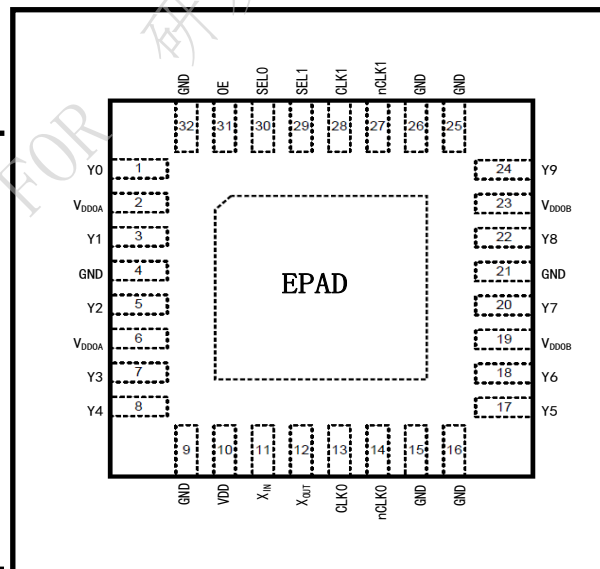 FOR 研
GND OE SEL0 SEL1 CLK1 nCLK1 GND GND
32 31 30 29 28 27 26 25
Y0 1 24 Y9
VDDOA 2 23 VDDOB
Y1 3 22 Y8
GND 4 21 GND
EPAD
Y2 5 20 Y7
VDDOA 6 19 VDDOB
Y3 7 18 Y6
Y4 8 17 Y5
9 10 11 12 13 14 15 16
GND VDD XIN XOUT CLK0 nCLK0 GND GND